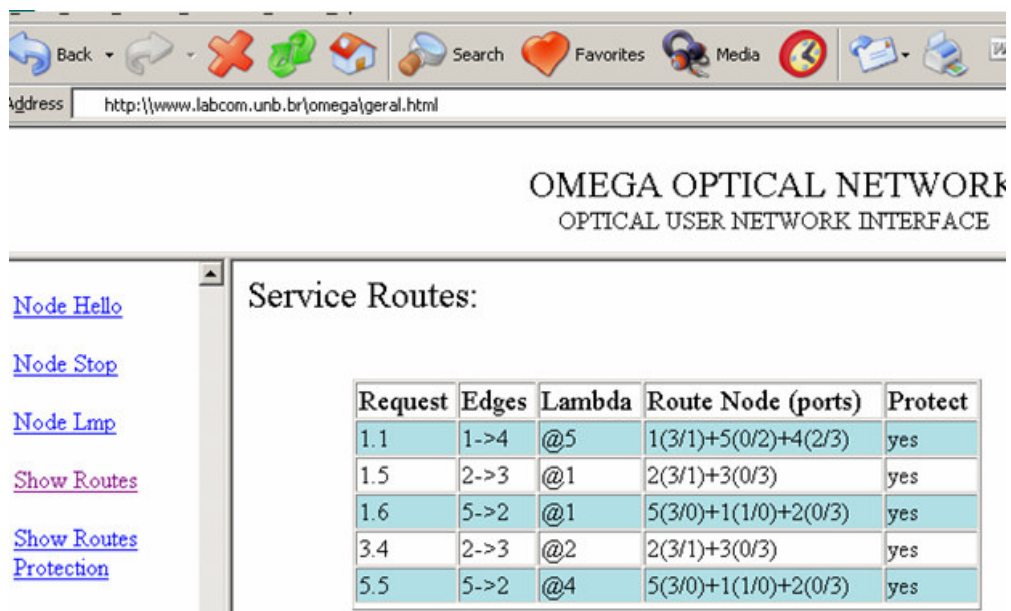 Back Search Favorites Media
Address http:\\www.labcom.unb.br\omega\geral.html
OMEGA OPTICAL NETWORK
OPTICAL USER NETWORK INTERFACE
Node Hello
Node Stop
Node Lmp
Show Routes
Show Routes
Protection
Service Routes:
Request Edges Lambda Route Node (ports) Protect
1.1 1->4 @5 1(3/1)+5(0/2)+4(2/3) yes
1.5 2->3 @1 2(3/1)+3(0/3) yes
1.6 5->2 @1 5(3/0)+1(1/0)+2(0/3) yes
3.4 2->3 @2 2(3/1)+3(0/3) yes
5.5 5->2 @4 5(3/0)+1(1/0)+2(0/3) yes